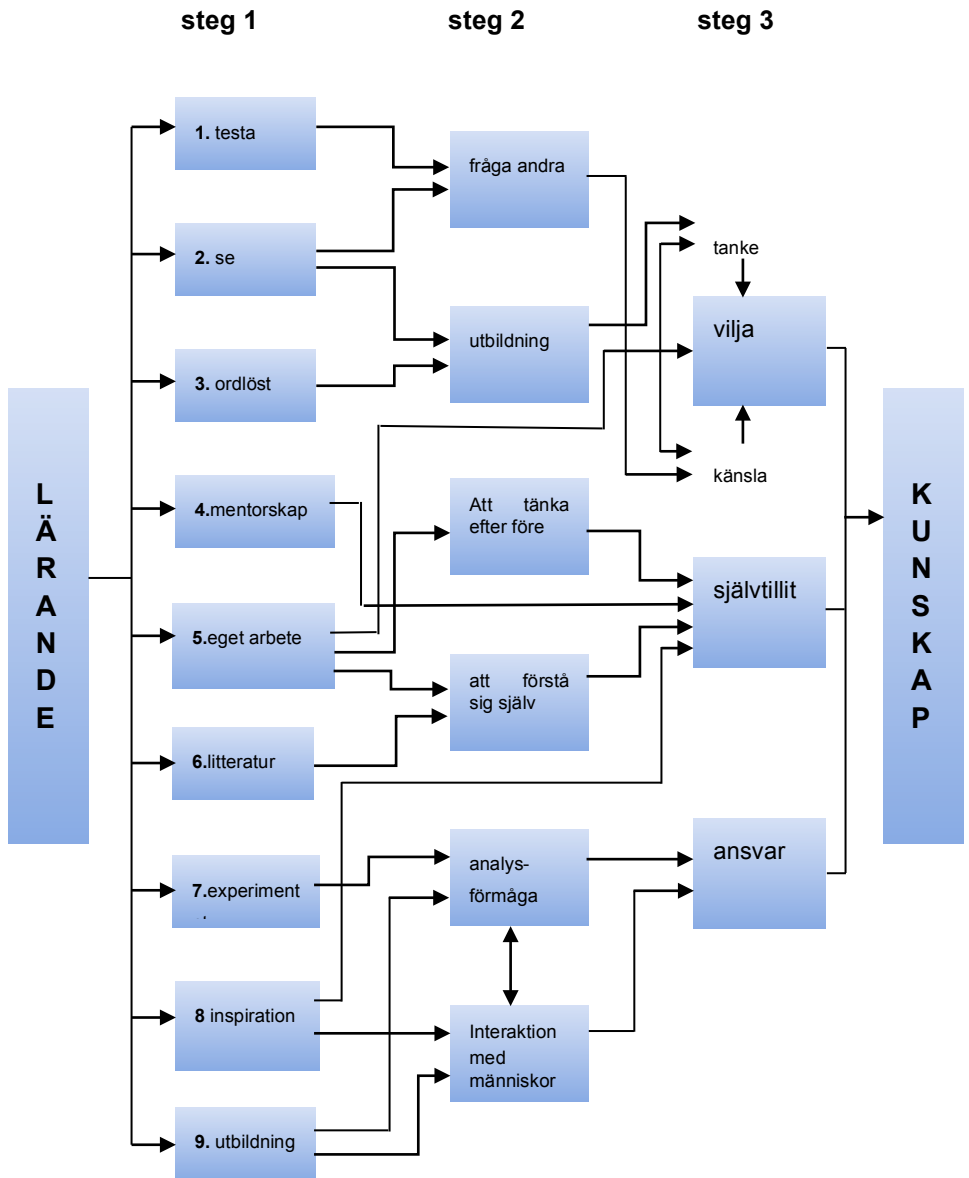 steg 1
steg 2
steg 3
LÄRANDE
1. testa
2. se
3. ordlöst
4.mentorskap
5.eget arbete
6.litteratur
7.experiment
8 inspiration
9. utbildning
fråga andra
utbildning
Att tänka
efter före
att förstå
sig själv
analys-
förmåga
Interaktion
med
människor
tanke
vilja
känsla
självtillit
ansvar
KUNSKAP